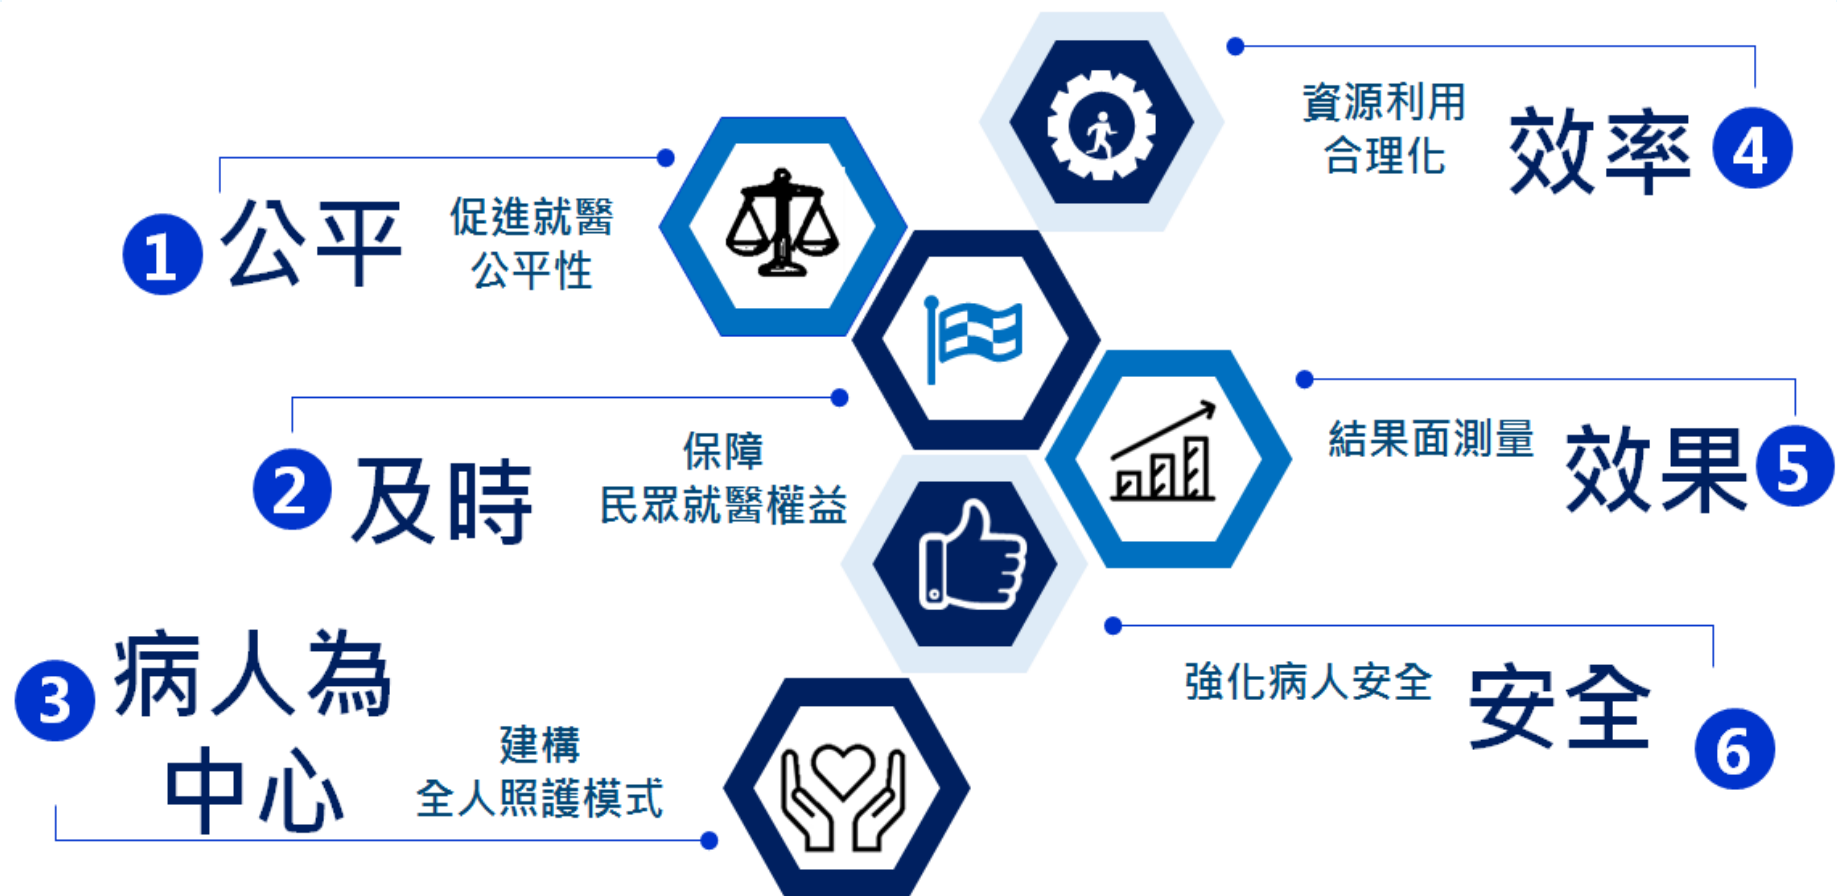 1
公平
促進就醫
公平性
2
及時
保障
民眾就醫權益
3
病人為
中心
建構
全人照護模式
資源利用
合理化
效率
4
結果面測量
效果
5
強化病人安全
安全
6